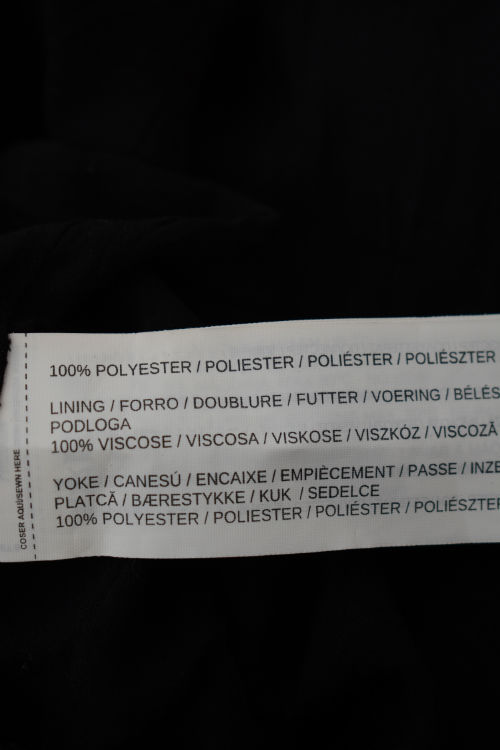 100% POLYESTER / POLIESTER / POLIÉSTER / POLIÉSZTER
LINING / FORRO / DOUBLURE / FUTTER / VOERING / BÉLÉS
PODLOGA
100% VISCOSE / VISCOSA / VISKOSE / VISZKÓZ / VISCOZĂ
YOKE / CANESÚ / ENCAIXE / EMPIÈCEMENT / PASSE / INZE
PLATCĂ / BÆRESTYKKE / KUK / SEDELCE
100% POLYESTER / POLIESTER / POLIÉSTER / POLIÉSZTER
COSER AQUÍ/SEWN HERE